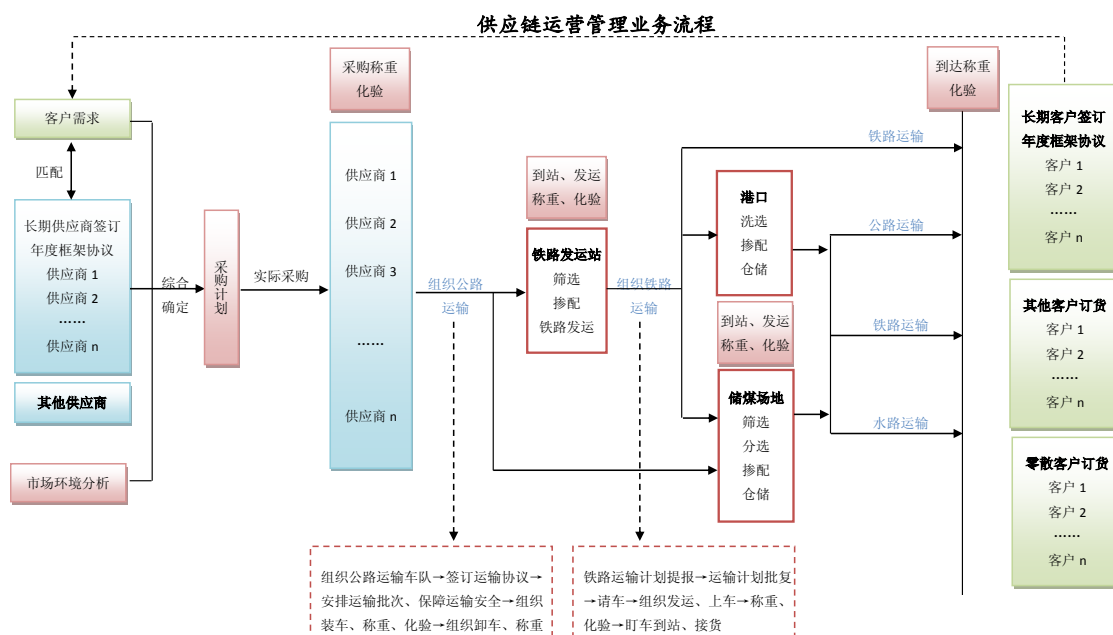 供应链运营管理业务流程
采购称重
化验
到达称重
化验
客户需求
匹配
长期供应商签订
年度框架协议
供应商 1
供应商 2
……
供应商 n
其他供应商
市场环境分析
综合
确定
采购计划
实际采购
供应商 1
供应商 2
供应商 3
……
供应商 n
组织公路
运输
到站、发运
称重、化验
铁路发运站
筛选
掺配
铁路发运
组织铁路
运输
港口
洗选
掺配
仓储
到站、发运
称重、化验
储煤场地
筛选
分选
掺配
仓储
铁路运输
公路运输
铁路运输
水路运输
长期客户签订
年度框架协议
客户 1
客户 2
……
客户 n
其他客户订货
客户 1
客户 2
……
客户 n
零散客户订货
客户 1
客户 2
……
客户 n
组织公路运输车队→签订运输协议→
安排运输批次、保障运输安全→组织
装车、称重、化验→组织卸车、称重
铁路运输计划提报→运输计划批复
→请车→组织发运、上车→称重、
化验→盯车到站、接货